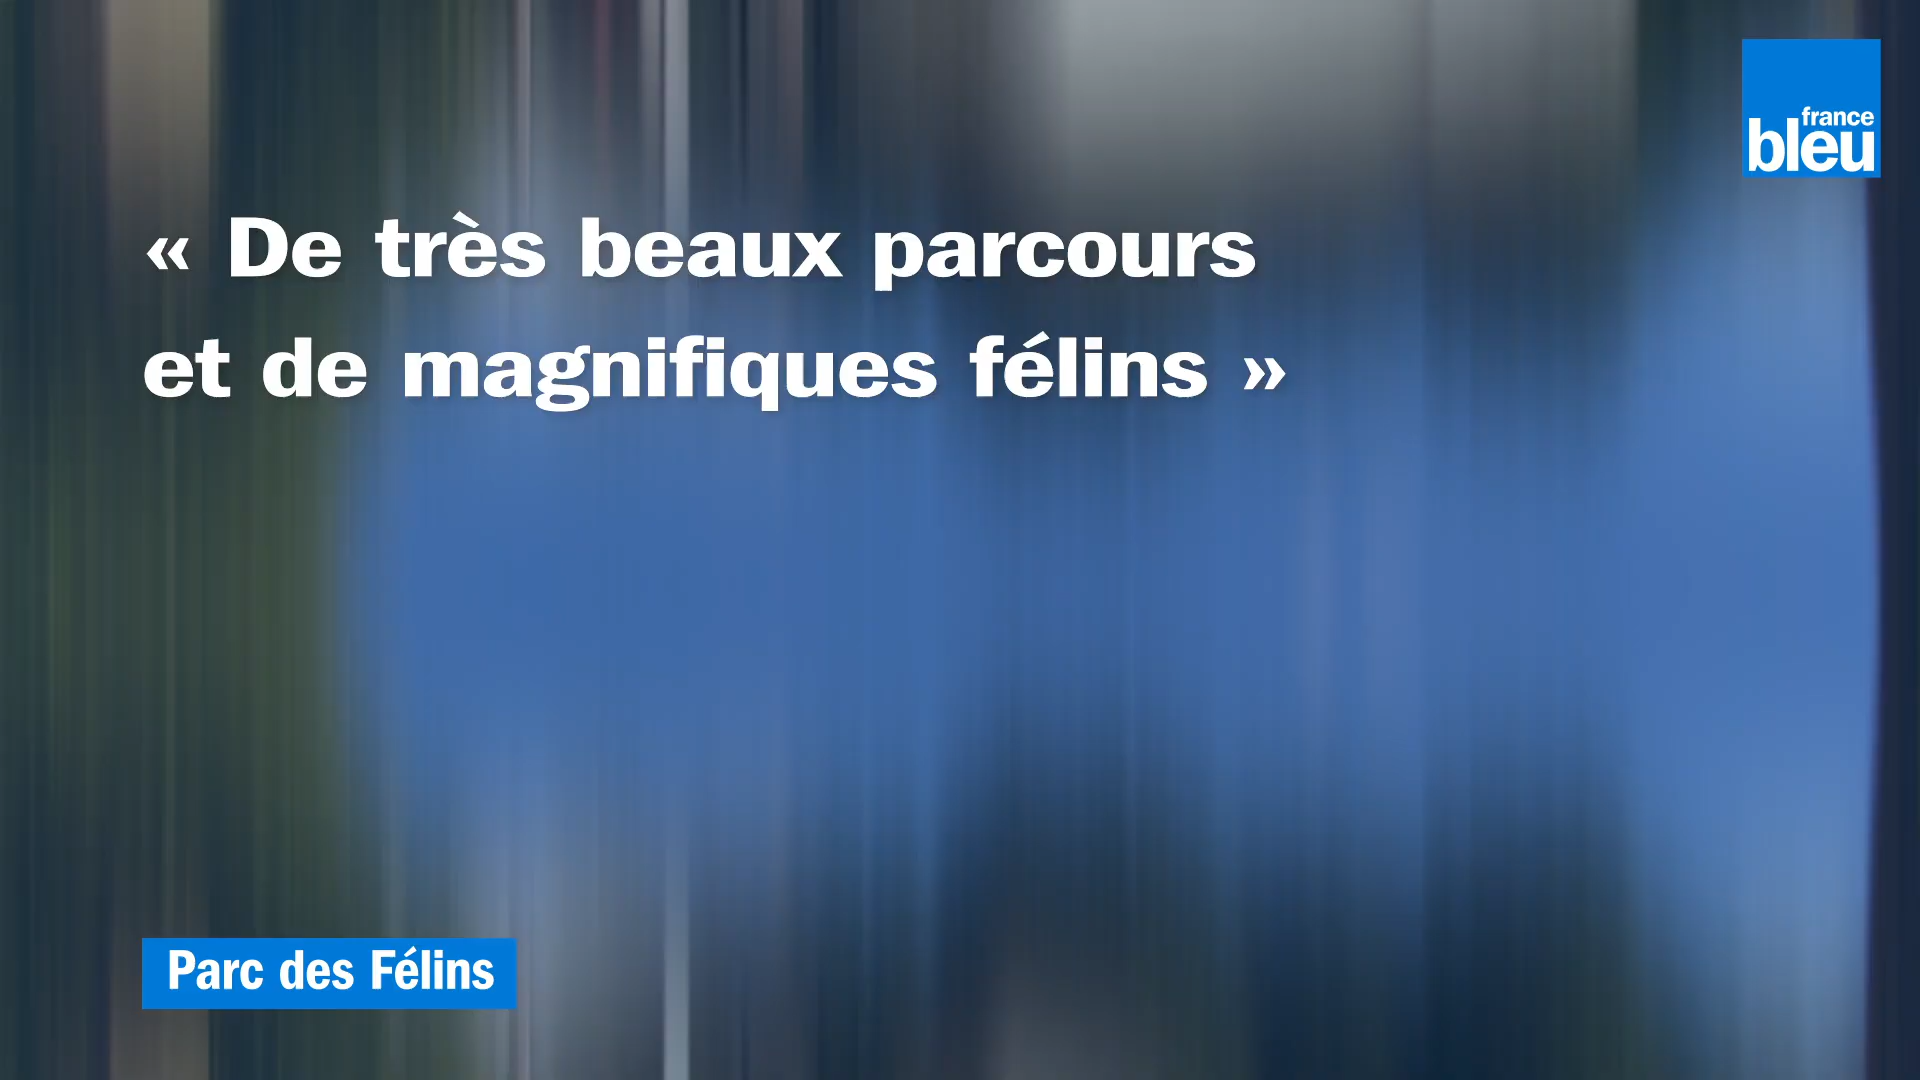 france
bleu
« De très beaux parcours
et de magnifiques félins »
Parc des Félins